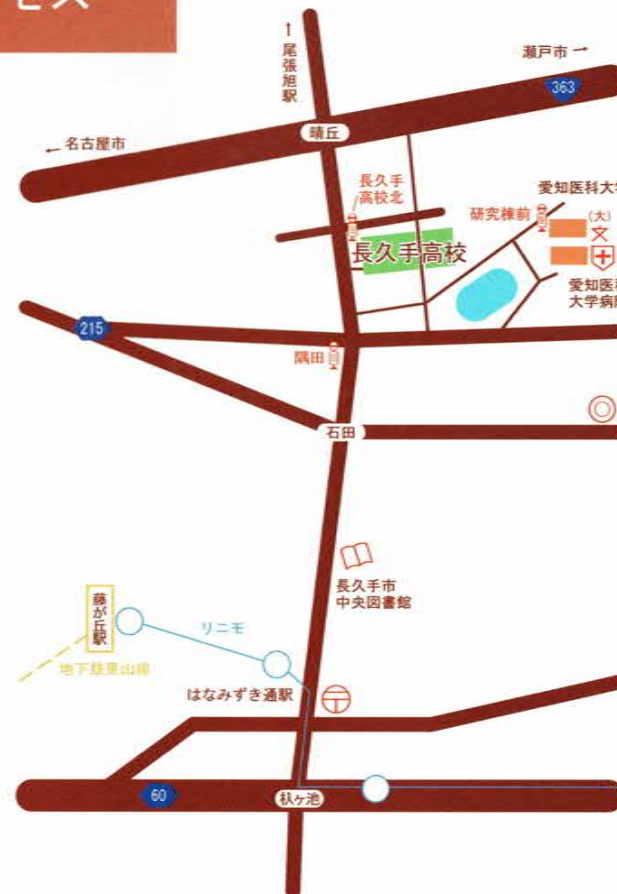 ビス
↑尾張旭駅
瀬戸市→
363
←名古屋市
晴丘
長久手
高校北
愛知医科大
研究棟前
(大)
文
長久手高校
愛知医
大学病
215
隅田
石田
長久手市
中央図書館
藤が丘駅
リニモ
地下鉄東山線
はなみずき通駅
60
杁ヶ池